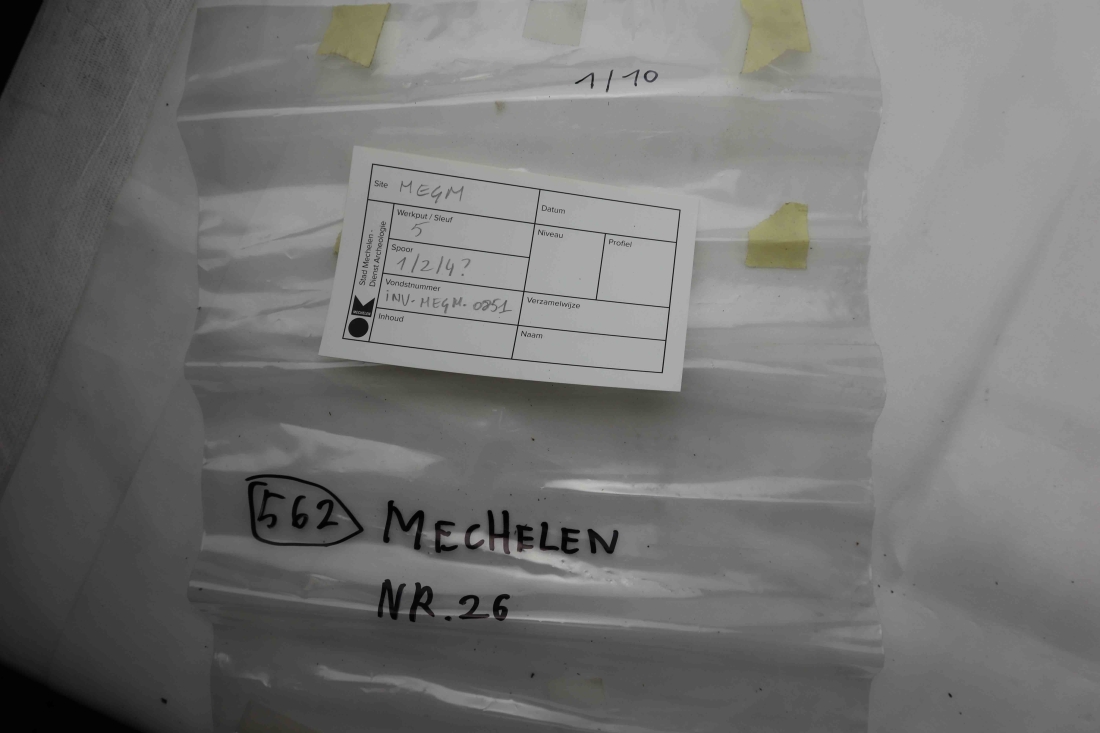 1/10
Site MEGM
Datum
Werkput / Sleuf
5
Niveau
Profiel
Spoor
1/2/4?
Vondstnummer
INV-MEGM-0251
Verzamelwijze
Inhoud
Naam
Stad Mechelen -
Dienst Archeologie
MECHELEN
562 MECHELEN
NR. 26